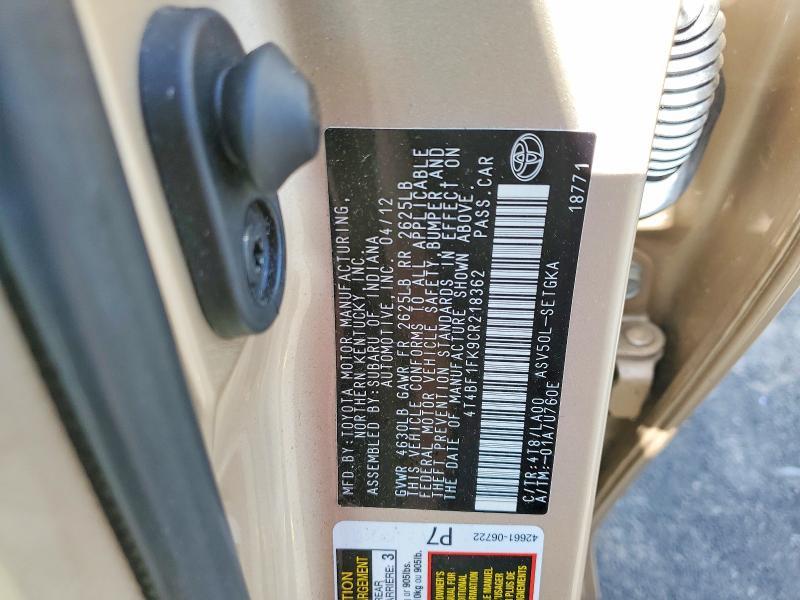 MFD.BY:TOYOTA MOTOR MANUFACTURING,
NORTHERN KENTUCKY, INC.
ASSEMBLED BY:SUBARU OF INDIANA
AUTOMOTIVE, INC. 04/12
GVWR 4630LB GAWR FR 2625LB RR 2625LB
THIS VEHICLE CONFORMS TO ALL APPLICABLE
FEDERAL MOTOR VEHICLE SAFETY, BUMPER, AND
THEFT PREVENTION STANDARDS IN EFFECT ON
THE DATE OF MANUFACTURE SHOWN ABOVE.
4T4BF1FK9CR218362 PASS.CAR
C/TR:4T8/LA00 ASV50L-SETGKA
A/TM:-01A/U760E
18771
P7
42661-06722
3